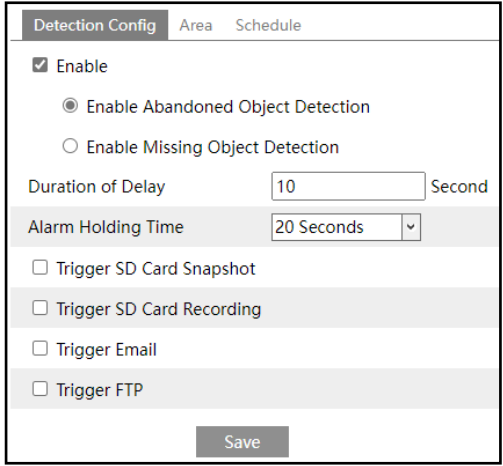 Detection Config Area Schedule
Enable
Enable Abandoned Object Detection
Enable Missing Object Detection
Duration of Delay 10 Second
Alarm Holding Time 20 Seconds
Trigger SD Card Snapshot
Trigger SD Card Recording
Trigger Email
Trigger FTP
Save